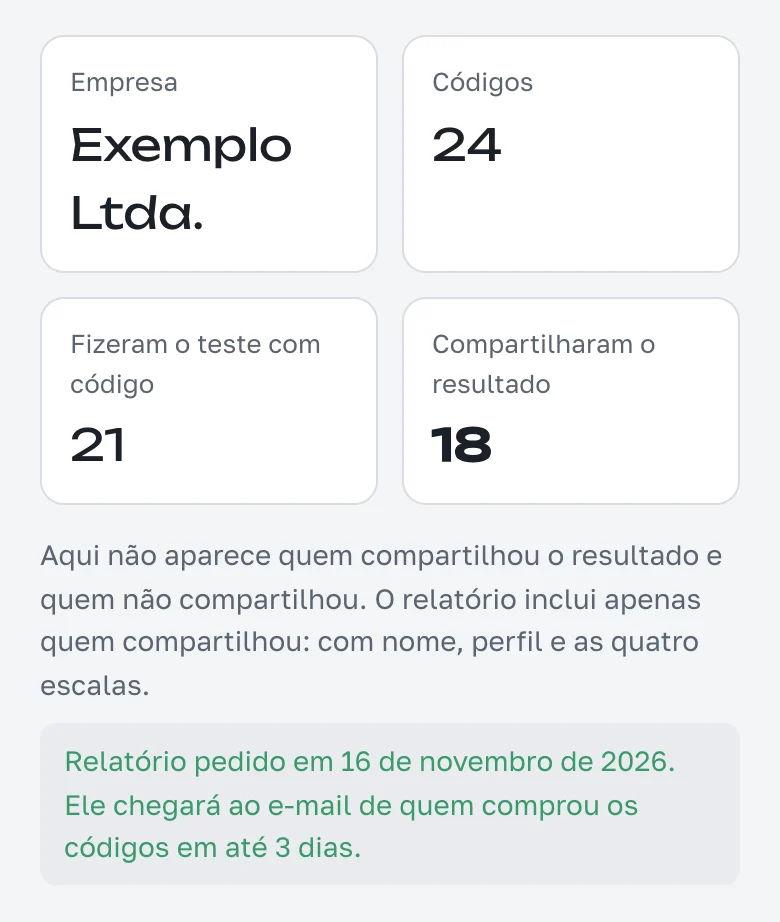 Empresa
Exemplo
Ltda.
Códigos
24
Fizeram o teste com
código
21
Compartilharam o
resultado
18
Aqui não aparece quem compartilhou o resultado e
quem não compartilhou. O relatório inclui apenas
quem compartilhou: com nome, perfil e as quatro
escalas.
Relatório pedido em 16 de novembro de 2026.
Ele chegará ao e-mail de quem comprou os
códigos em até 3 dias.